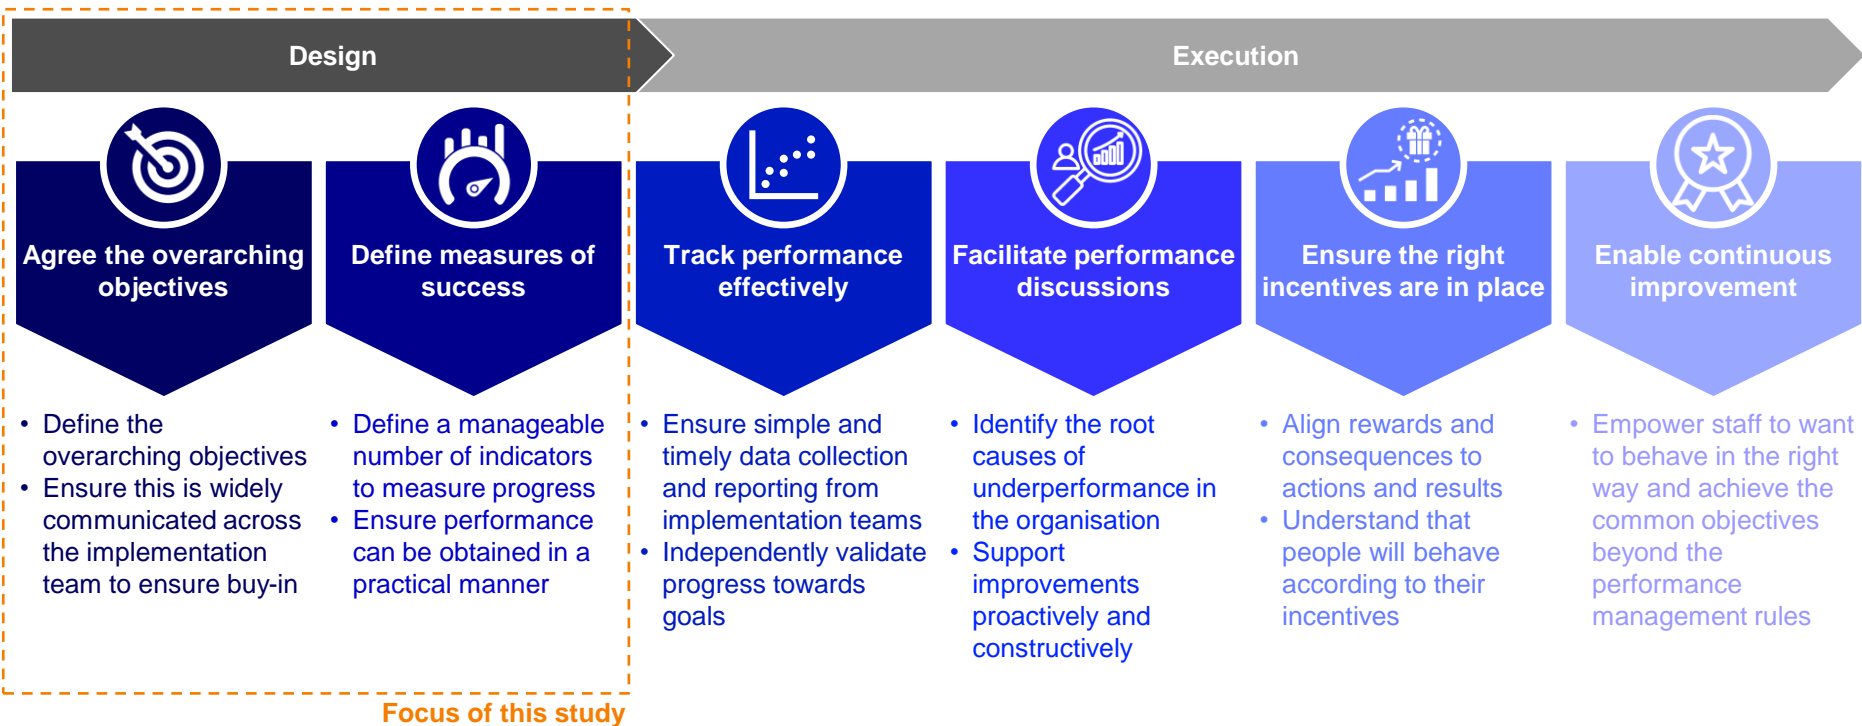 Design
Execution
Agree the overarching
objectives
Define measures of
success
Track performance
effectively
Facilitate performance
discussions
Ensure the right
incentives are in place
Enable continuous
improvement
• Define the
overarching objectives
• Ensure this is widely
communicated across
the implementation
team to ensure buy-in
• Define a manageable
number of indicators
to measure progress
• Ensure performance
can be obtained in a
practical manner
• Ensure simple and
timely data collection
and reporting from
implementation teams
• Independently validate
progress towards
goals
• Identify the root
causes of
underperformance in
the organisation
• Support
improvements
proactively and
constructively
• Align rewards and
consequences to
actions and results
• Understand that
people will behave
according to their
incentives
• Empower staff to want
to behave in the right
way and achieve the
common objectives
beyond the
performance
management rules
Focus of this study